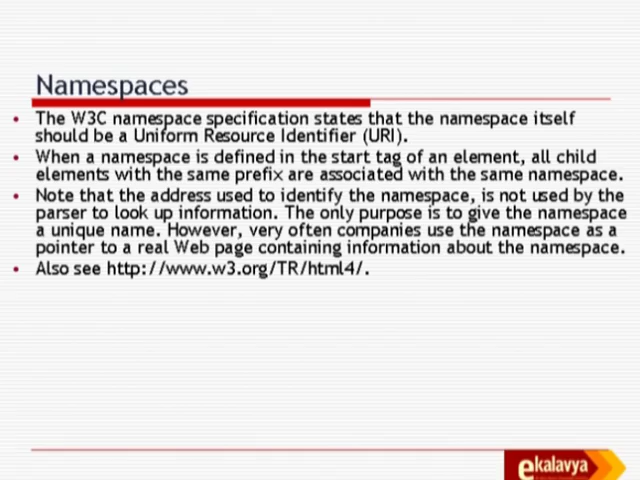 Namespaces
• The W3C namespace specification states that the namespace itself
should be a Uniform Resource Identifier (URI).
• When a namespace is defined in the start tag of an element, all child
elements with the same prefix are associated with the same namespace.
• Note that the address used to identify the namespace, is not used by the
parser to look up information. The only purpose is to give the namespace
a unique name. However, very often companies use the namespace as a
pointer to a real Web page containing information about the namespace.
• Also see http://www.w3.org/TR/html4/.
ekalavya